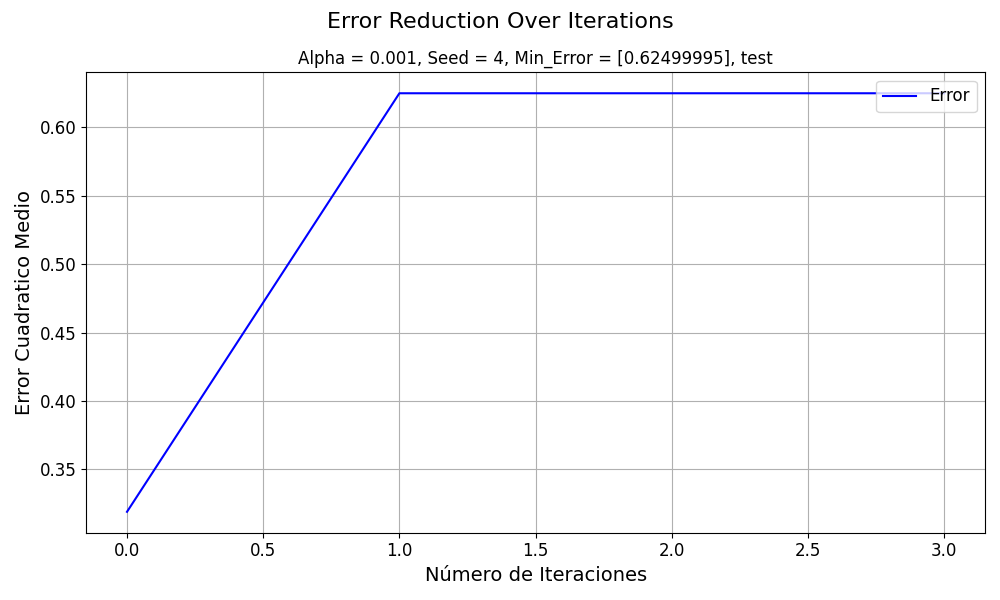 Error Reduction Over Iterations
Alpha = 0.001, Seed = 4, Min_Error = [0.62499995], test
Error
0.60
0.55
0.50
0.45
0.40
0.35
Error Cuadratico Medio
0.0 0.5 1.0 1.5 2.0 2.5 3.0
Número de Iteraciones